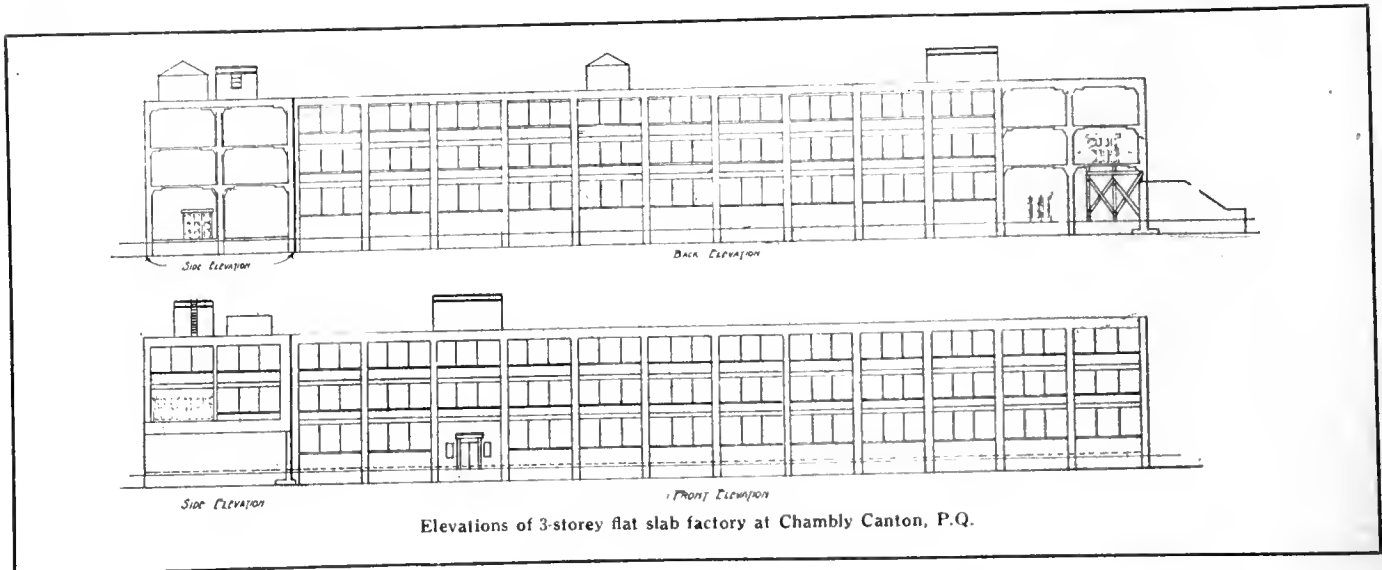 SIDE ELEVATION
BACK ELEVATION
SIDE ELEVATION
FRONT ELEVATION
Elevations of 3-storey flat slab factory at Chambly Canton, P.Q.